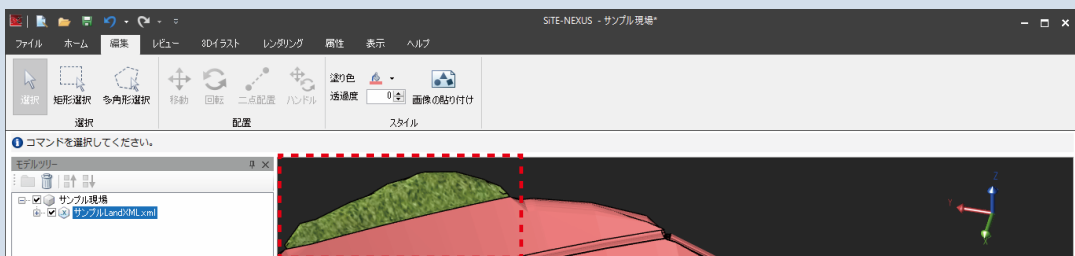 SiTE-NEXUS - サンプル現場*
ファイル ホーム 編集 レビュー 3Dイラスト レンダリング 属性 表示 ヘルプ
選択 矩形選択 多角形選択 移動 回転 二点配置 ハンドル 塗り色
透過度 0 画像の貼り付け
選択 配置 スタイル
コマンドを選択してください。
モデルツリー
サンプル現場
サンプルLandXML.xml
Z
Y
X